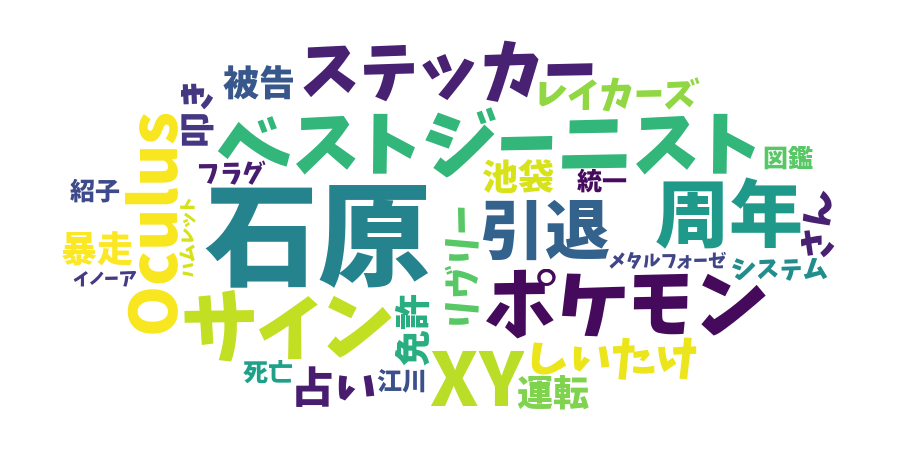 ステッカー
被告
レイカーズ
叩き
ベストジーニスト
oculus
フラグ
池袋
統一
図鑑
紹子
石原
引退
周年
さん
ハムレット
暴走
リヴリー
メタルフォーゼ
システム
イノーア
サイン
ポケモン
免許
しいたけ
死亡
占い
江川
XY
運転